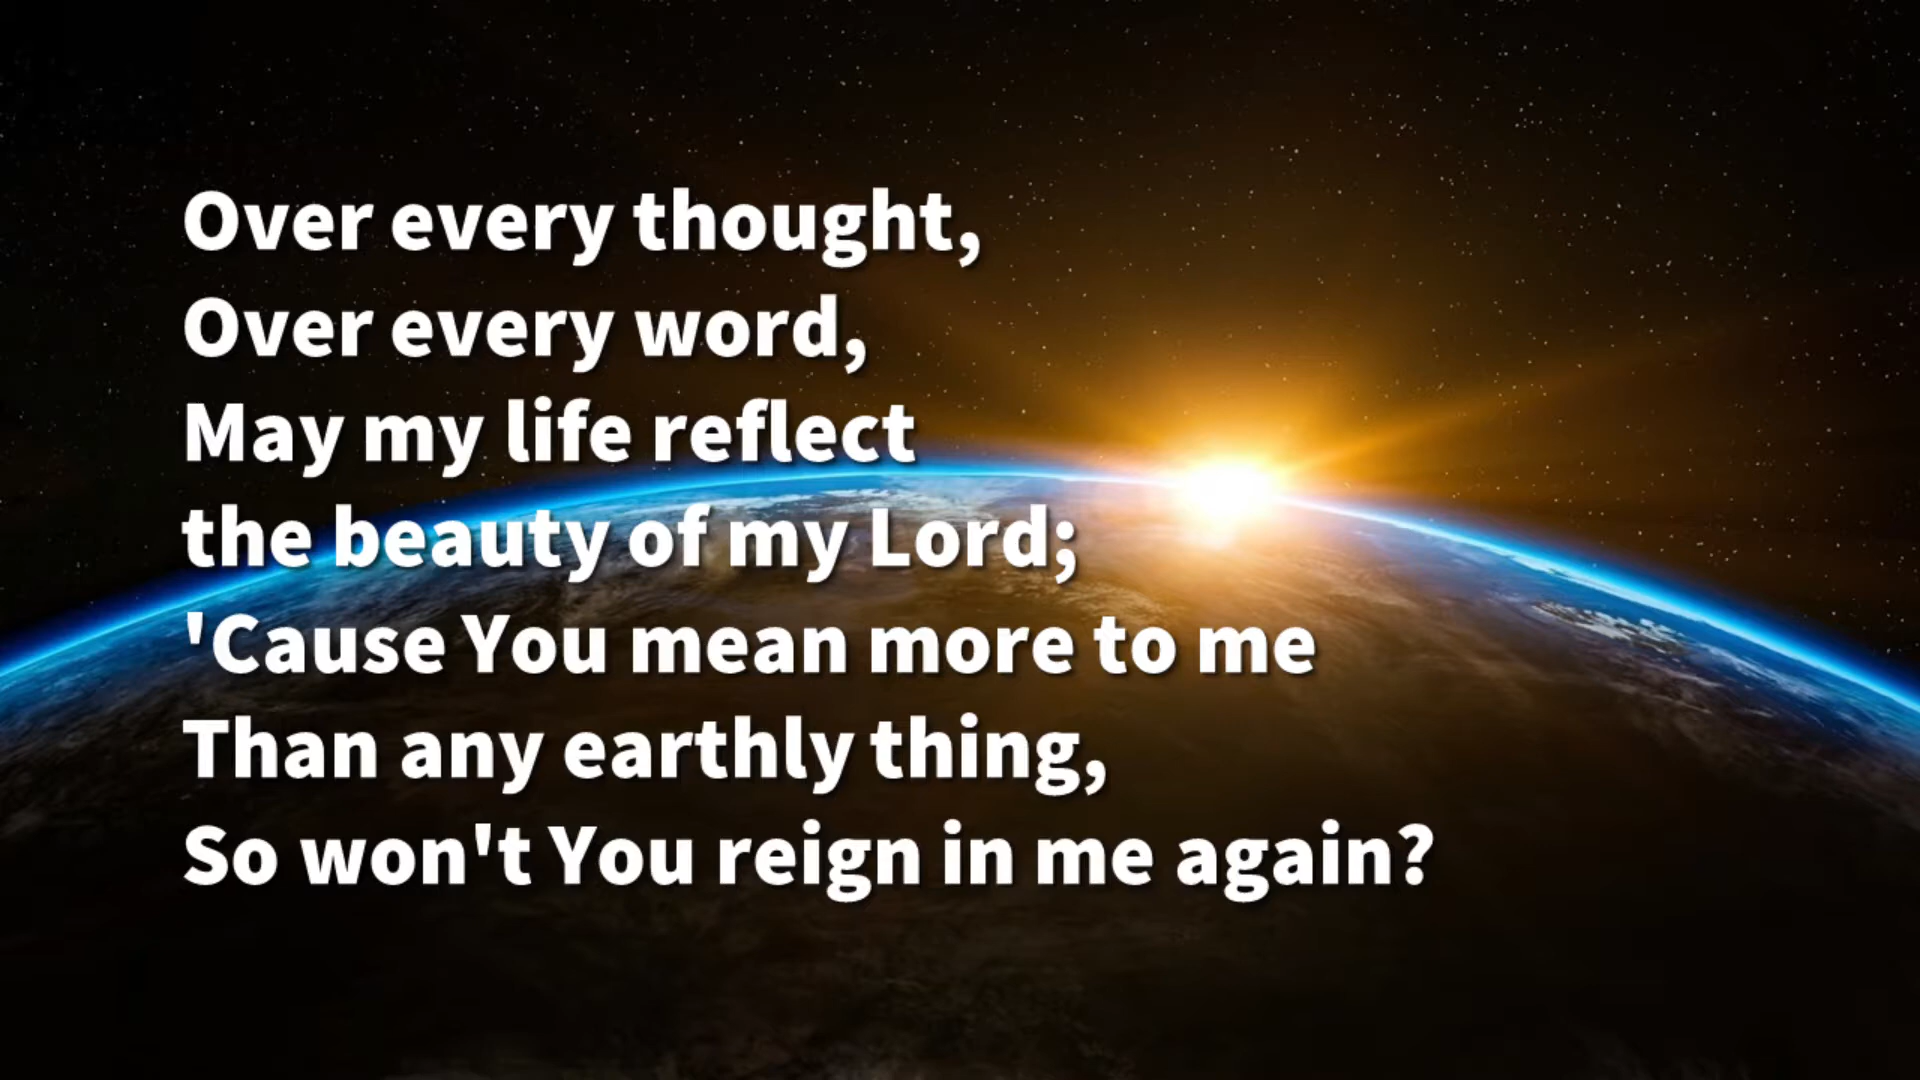 Over every thought,
Over every word,
May my life reflect
the beauty of my Lord;
'Cause You mean more to me
Than any earthly thing,
So won't You reign in me again?